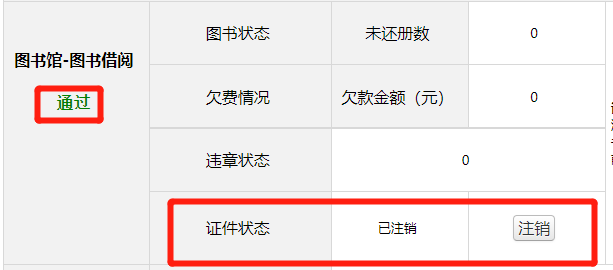 图书馆-图书借阅
通过
图书状态 未还册数 0
欠费情况 欠款金额（元） 0
违章状态 0
证件状态 已注销 注销